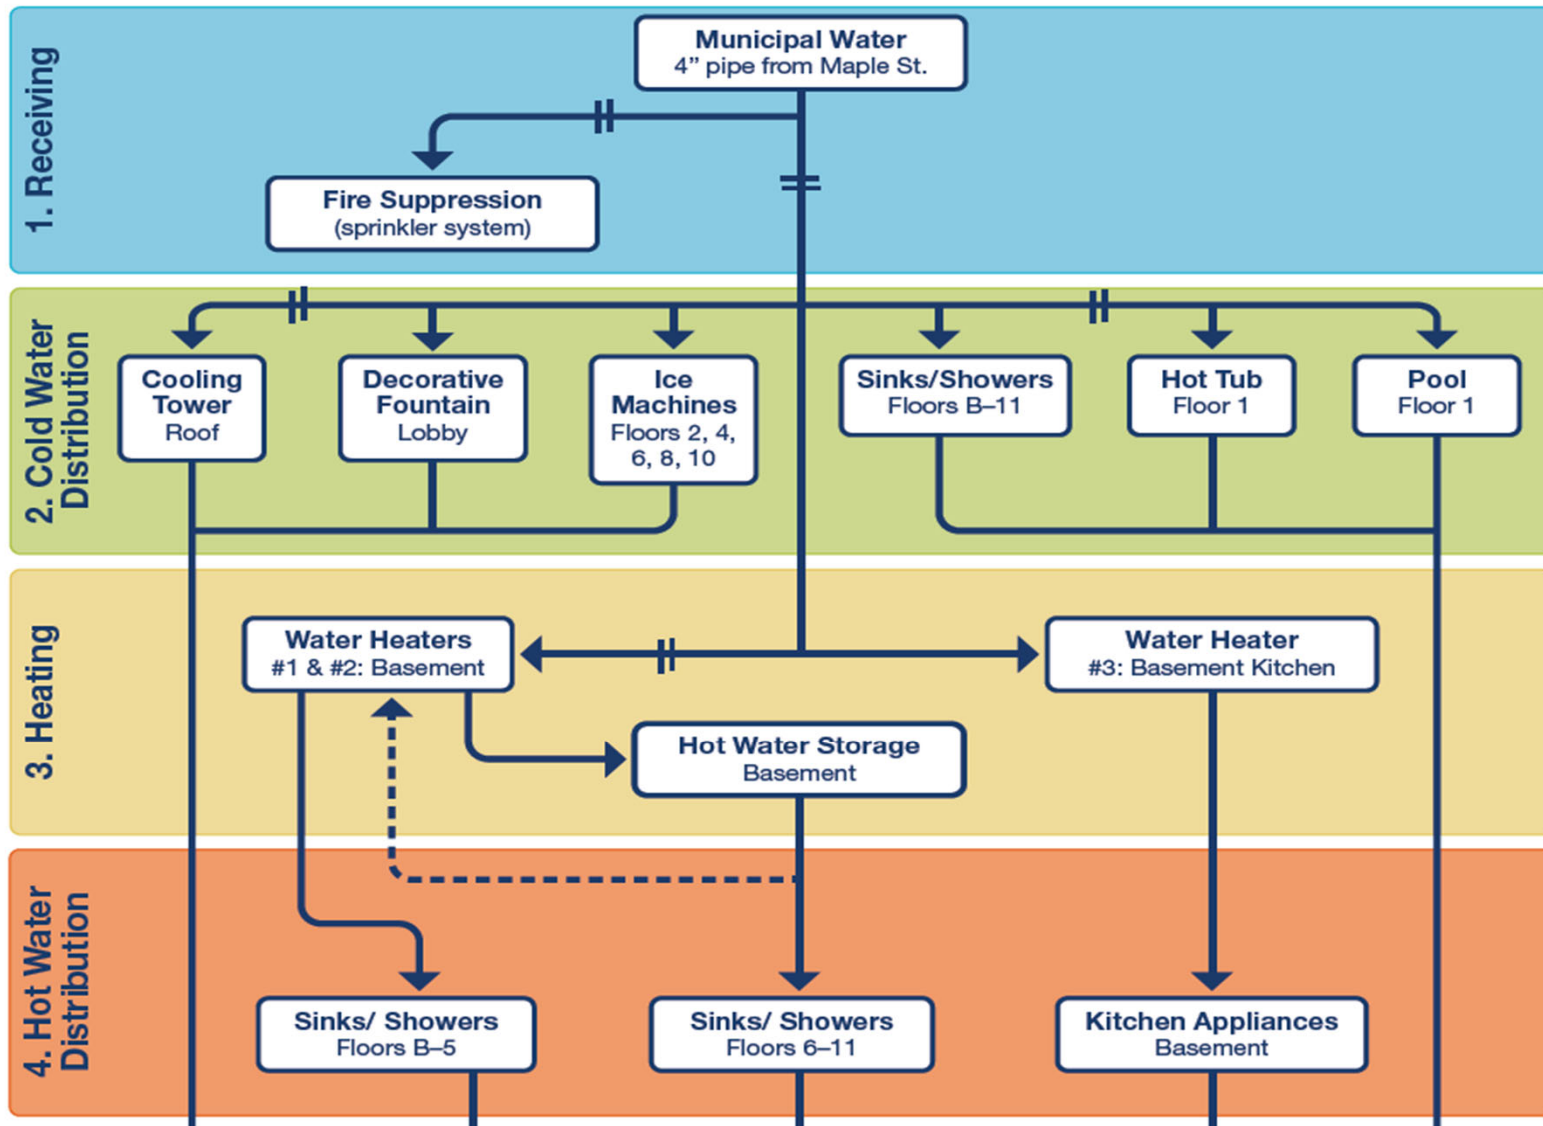 1. Receiving
Municipal Water
4” pipe from Maple St.
Fire Suppression
(sprinkler system)
2. Cold Water
Distribution
Cooling
Tower
Roof
Decorative
Fountain
Lobby
Ice
Machines
Floors 2, 4,
6, 8, 10
Sinks/Showers
Floors B–11
Hot Tub
Floor 1
Pool
Floor 1
3. Heating
Water Heaters
#1 & #2: Basement
Water Heater
#3: Basement Kitchen
Hot Water Storage
Basement
4. Hot Water
Distribution
Sinks/ Showers
Floors B–5
Sinks/ Showers
Floors 6–11
Kitchen Appliances
Basement